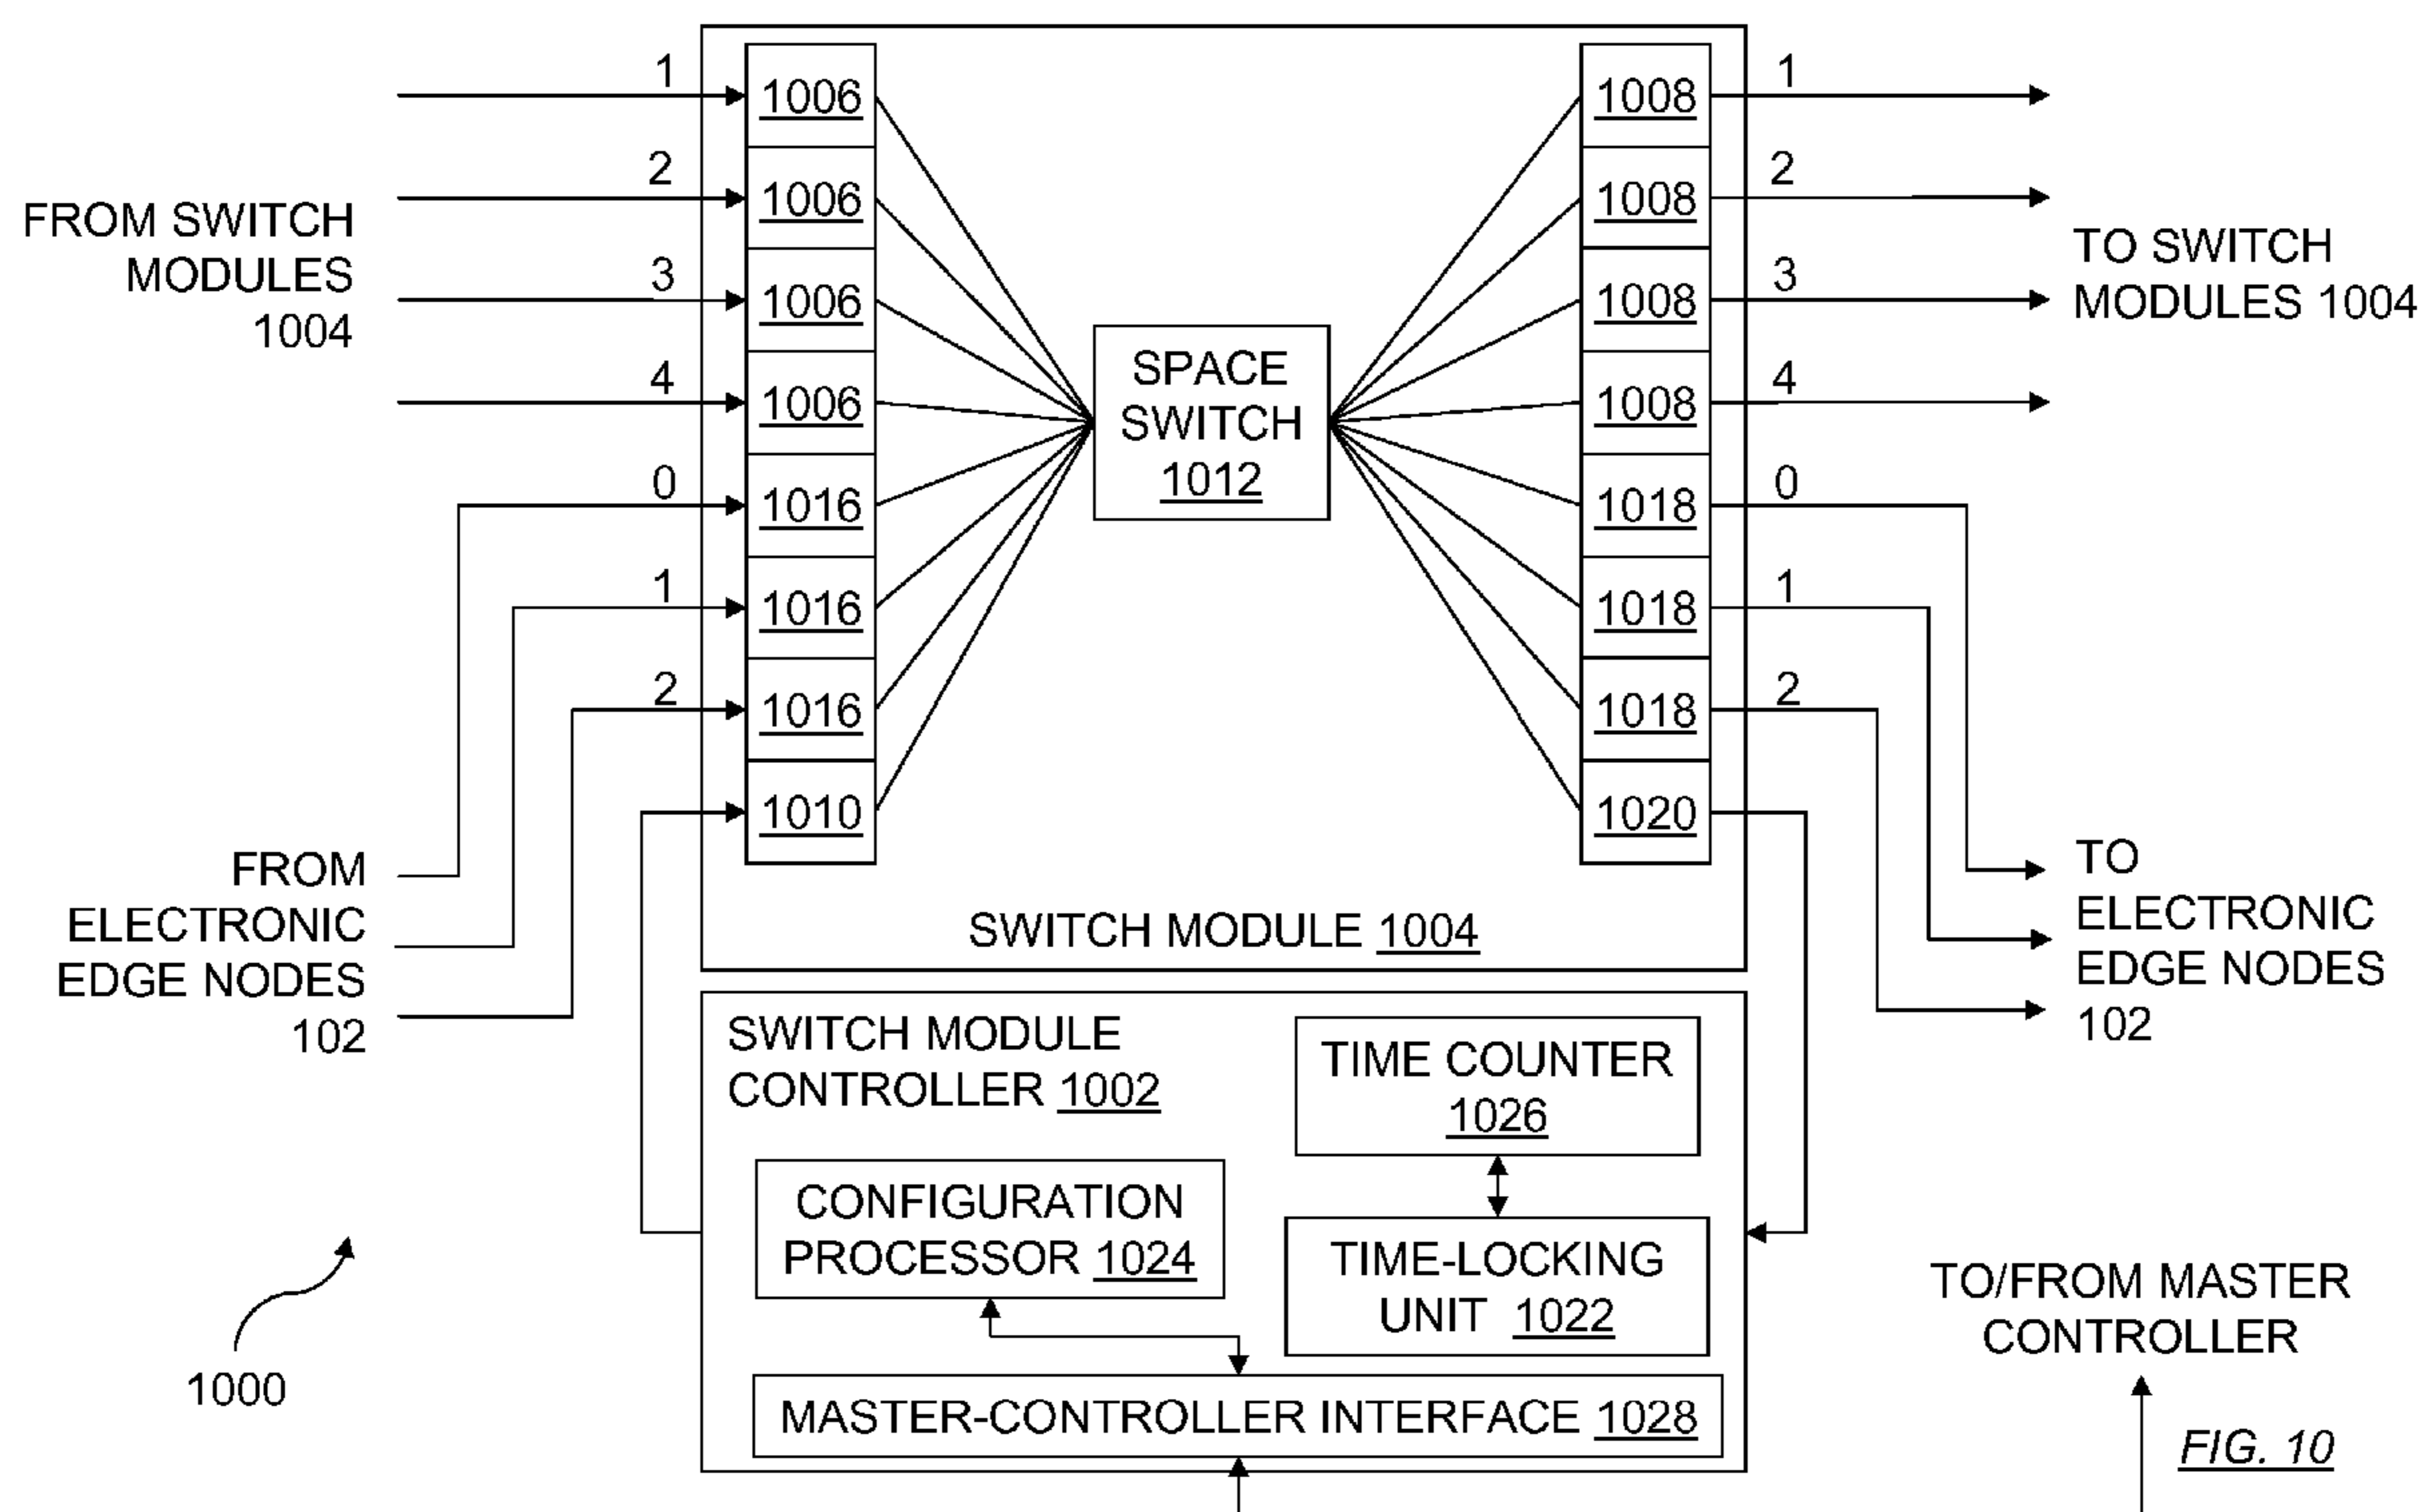 1
1006
1008
1
2
1006
1008
2
FROM SWITCH
MODULES
1004
3
1006
1008
3
TO SWITCH
MODULES 1004
4
1006
1008
4
SPACE
SWITCH
1012
0
1016
1018
0
1
1016
1018
1
2
1016
1018
2
1010
1020
FROM
ELECTRONIC
EDGE NODES
102
TO
ELECTRONIC
EDGE NODES
102
SWITCH MODULE 1004
SWITCH MODULE
CONTROLLER 1002
TIME COUNTER
1026
CONFIGURATION
PROCESSOR 1024
TIME-LOCKING
UNIT 1022
TO/FROM MASTER
CONTROLLER
1000
MASTER-CONTROLLER INTERFACE 1028
FIG. 10